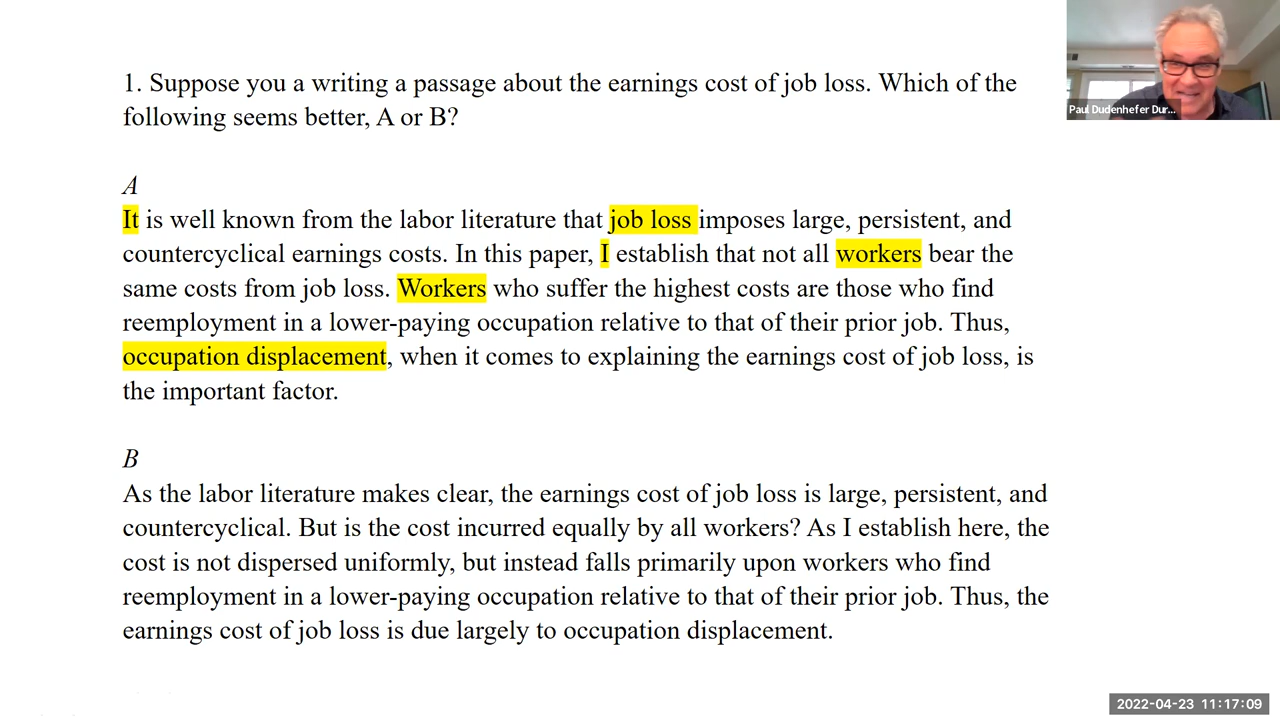 1. Suppose you a writing a passage about the earnings cost of job loss. Which of the
following seems better, A or B?
A
It is well known from the labor literature that job loss imposes large, persistent, and
countercyclical earnings costs. In this paper, I establish that not all workers bear the
same costs from job loss. Workers who suffer the highest costs are those who find
reemployment in a lower-paying occupation relative to that of their prior job. Thus,
occupation displacement, when it comes to explaining the earnings cost of job loss, is
the important factor.
B
As the labor literature makes clear, the earnings cost of job loss is large, persistent, and
countercyclical. But is the cost incurred equally by all workers? As I establish here, the
cost is not dispersed uniformly, but instead falls primarily upon workers who find
reemployment in a lower-paying occupation relative to that of their prior job. Thus, the
earnings cost of job loss is due largely to occupation displacement.
Paul Dudenhefer Dur...
2022-04-23 11:17:09